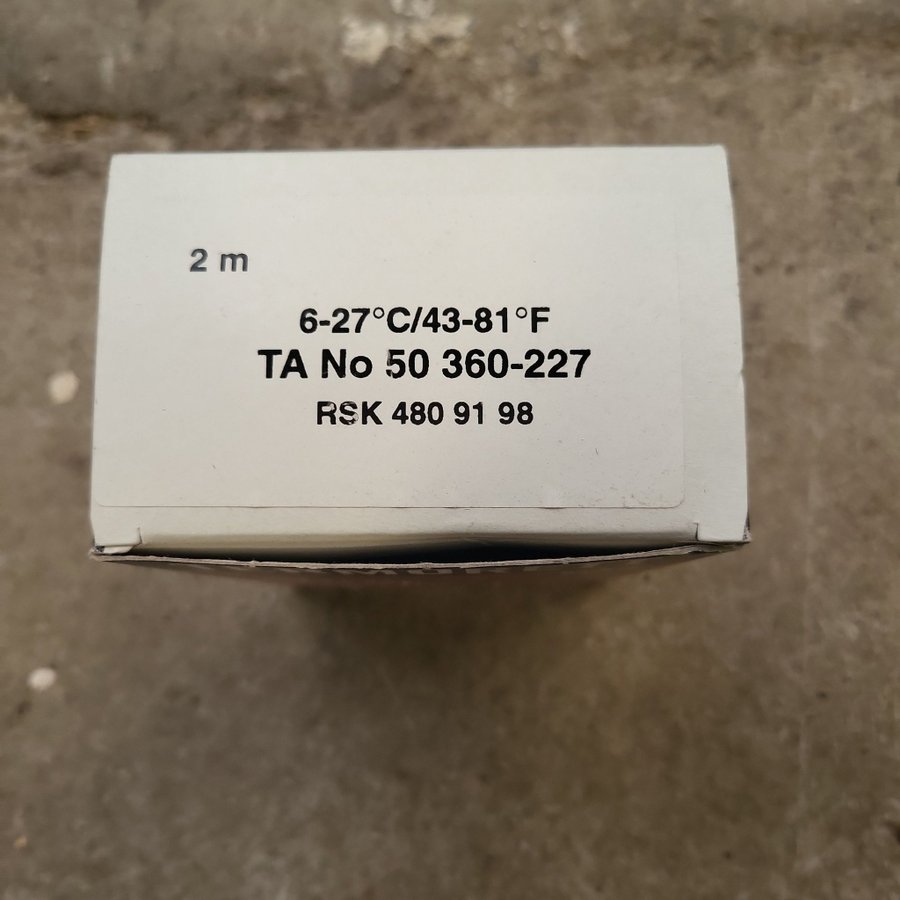 2 m
6-27°C/43-81°F
TA No 50 360-227
RSK 480 91 98